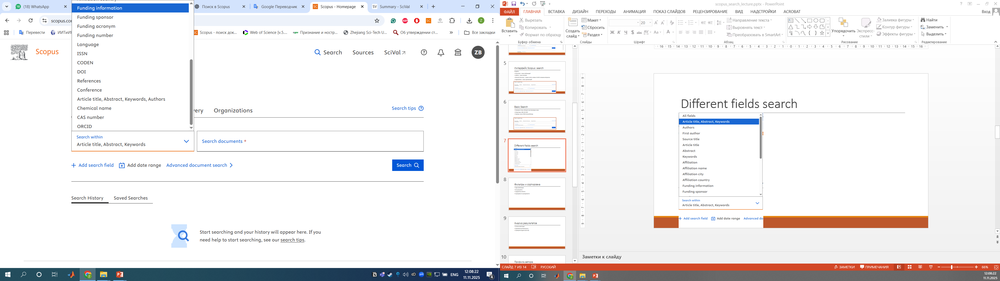 (18) WhatsApp
Поиск в Scopus
Google Переводчик
Scopus - Homepage
Summary - SciVal
scopus.co
Перевести
ИИТиИ
Scopus - поиск док...
Web of Science [v.5....
Признание и ностр...
Zhejiang Sci-Tech U...
Об утверждении ст...
Все закладки
Funding information
Funding sponsor
Funding acronym
Funding number
Language
ISSN
CODEN
DOI
References
Conference
Article title, Abstract, Keywords, Authors
Chemical name
CAS number
ORCID
Scopus
Search
Sources
SciVal
ZB
very
Organizations
Search tips
Search within
Article title, Abstract, Keywords
Search documents *
Add search field
Add date range
Advanced document search
Search
Search History
Saved Searches
Start searching and your history will appear here. If you
need help to start searching, see our search tips.
ENG
12:08:22
11.11.2025
4
scopus_search_lecture.pptx - PowerPoint
ФАЙЛ
ГЛАВНАЯ
ВСТАВКА
ДИЗАЙН
ПЕРЕХОДЫ
АНИМАЦИЯ
ПОКАЗ СЛАЙДОВ
РЕЦЕНЗИРОВАНИЕ
ВИД
НАДСТРОЙКИ
ACROBAT
Вход
Вставить
Вырезать
Копировать
Формат по образцу
Буфер обмена
Создать
слайд
Макет
Сбросить
Раздел
Слайды
20
Шрифт
Направление текста
Выровнять текст
Преобразовать в SmartArt
Абзац
Упорядочить
Экспресс-
стили
Заливка фигуры
Контур фигуры
Эффекты фигуры
Рисование
Найти
Заменить
Выделить
Редактирование
5
Интерфейс Scopus: search
6
Basic Search
7
Different fields search
8
Фильтры и сортировка
9
Анализ результатов
10
Профиль автора
Different fields search
All fields
Article title, Abstract, Keywords
Authors
First author
Source title
Article title
Abstract
Keywords
Affiliation
Affiliation name
Affiliation city
Affiliation country
Funding information
Funding sponsor
Search within
Article title, Abstract, Keywords
Add search field
Add date range
Advanced do
Заметки к слайду
СЛАЙД 7 ИЗ 14
РУССКИЙ
ЗАМЕТКИ
ПРИМЕЧАНИЯ
66%
12:08:22
11.11.2025